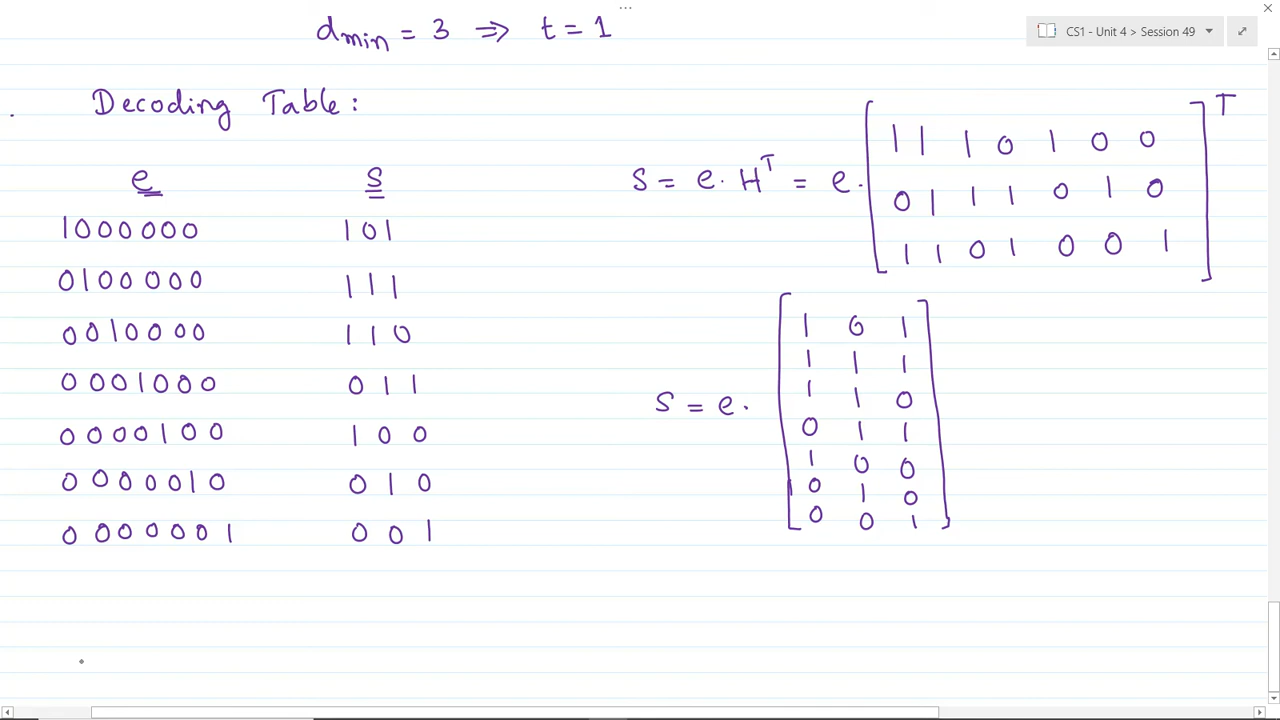 ...
d_min = 3 ⇒ t = 1
CS1 - Unit 4 > Session 49
Decoding Table:
e S
1000000 101
0100000 111
0010000 110
0001000 011
0000100 100
0000010 010
0000001 001
S = e. H^T = e. [
1 1 1 0 1 0 0
0 1 1 1 0 1 0
1 1 0 1 0 0 1
]^T
S = e. [
1 0 1
1 1 1
1 1 0
0 1 1
1 0 0
0 1 0
0 0 1
]